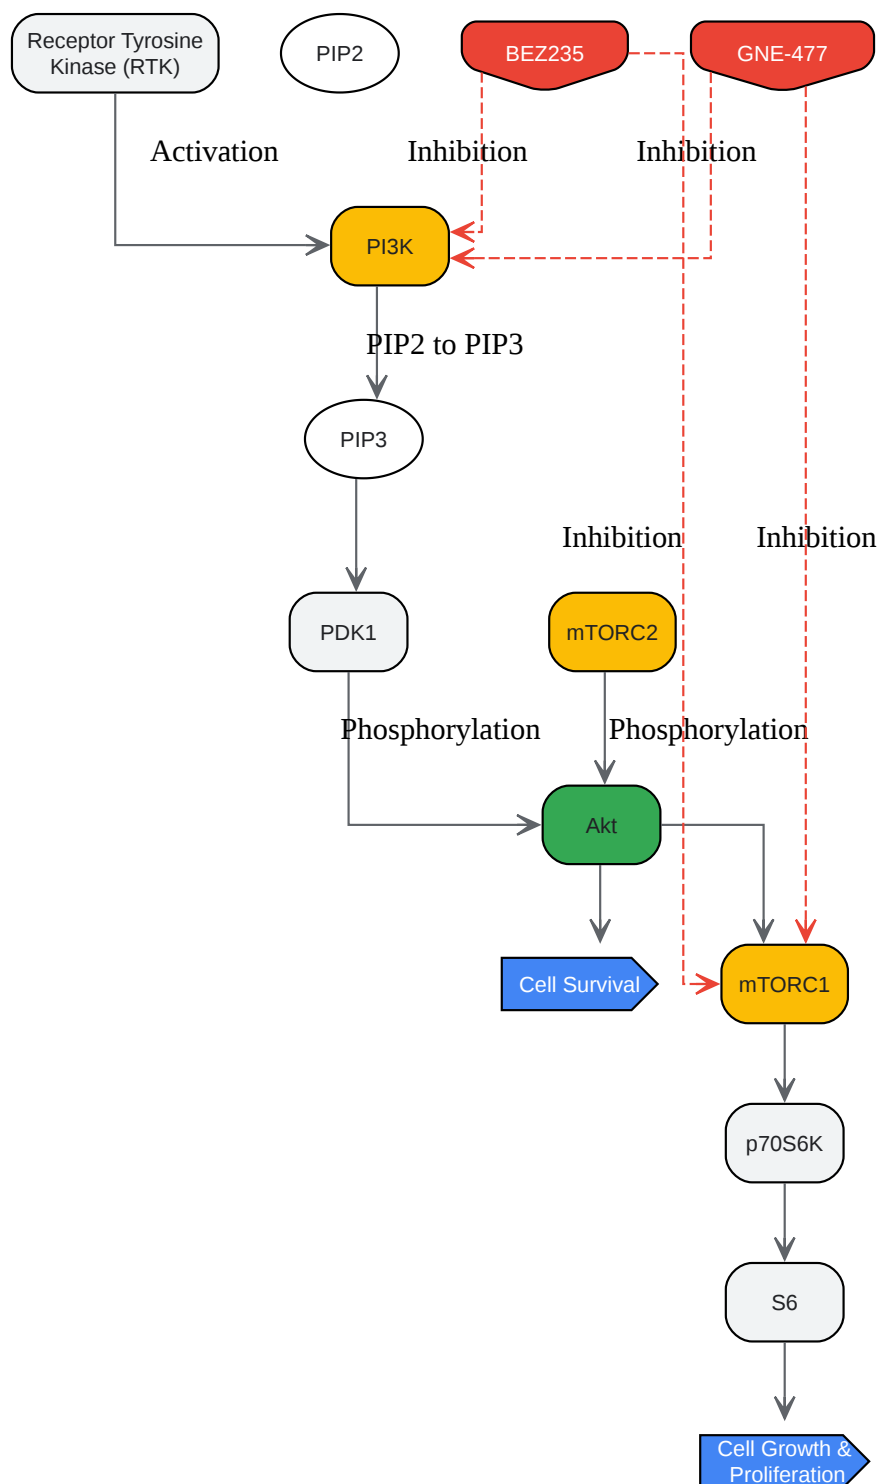 Receptor Tyrosine
Kinase (RTK)
PIP2
BEZ235
GNE-477
Activation
Inhibition
Inhibition
PI3K
PIP2 to PIP3
PIP3
Inhibition
Inhibition
PDK1
mTORC2
Phosphorylation
Phosphorylation
Akt
Cell Survival
mTORC1
p70S6K
S6
Cell Growth &
Proliferation